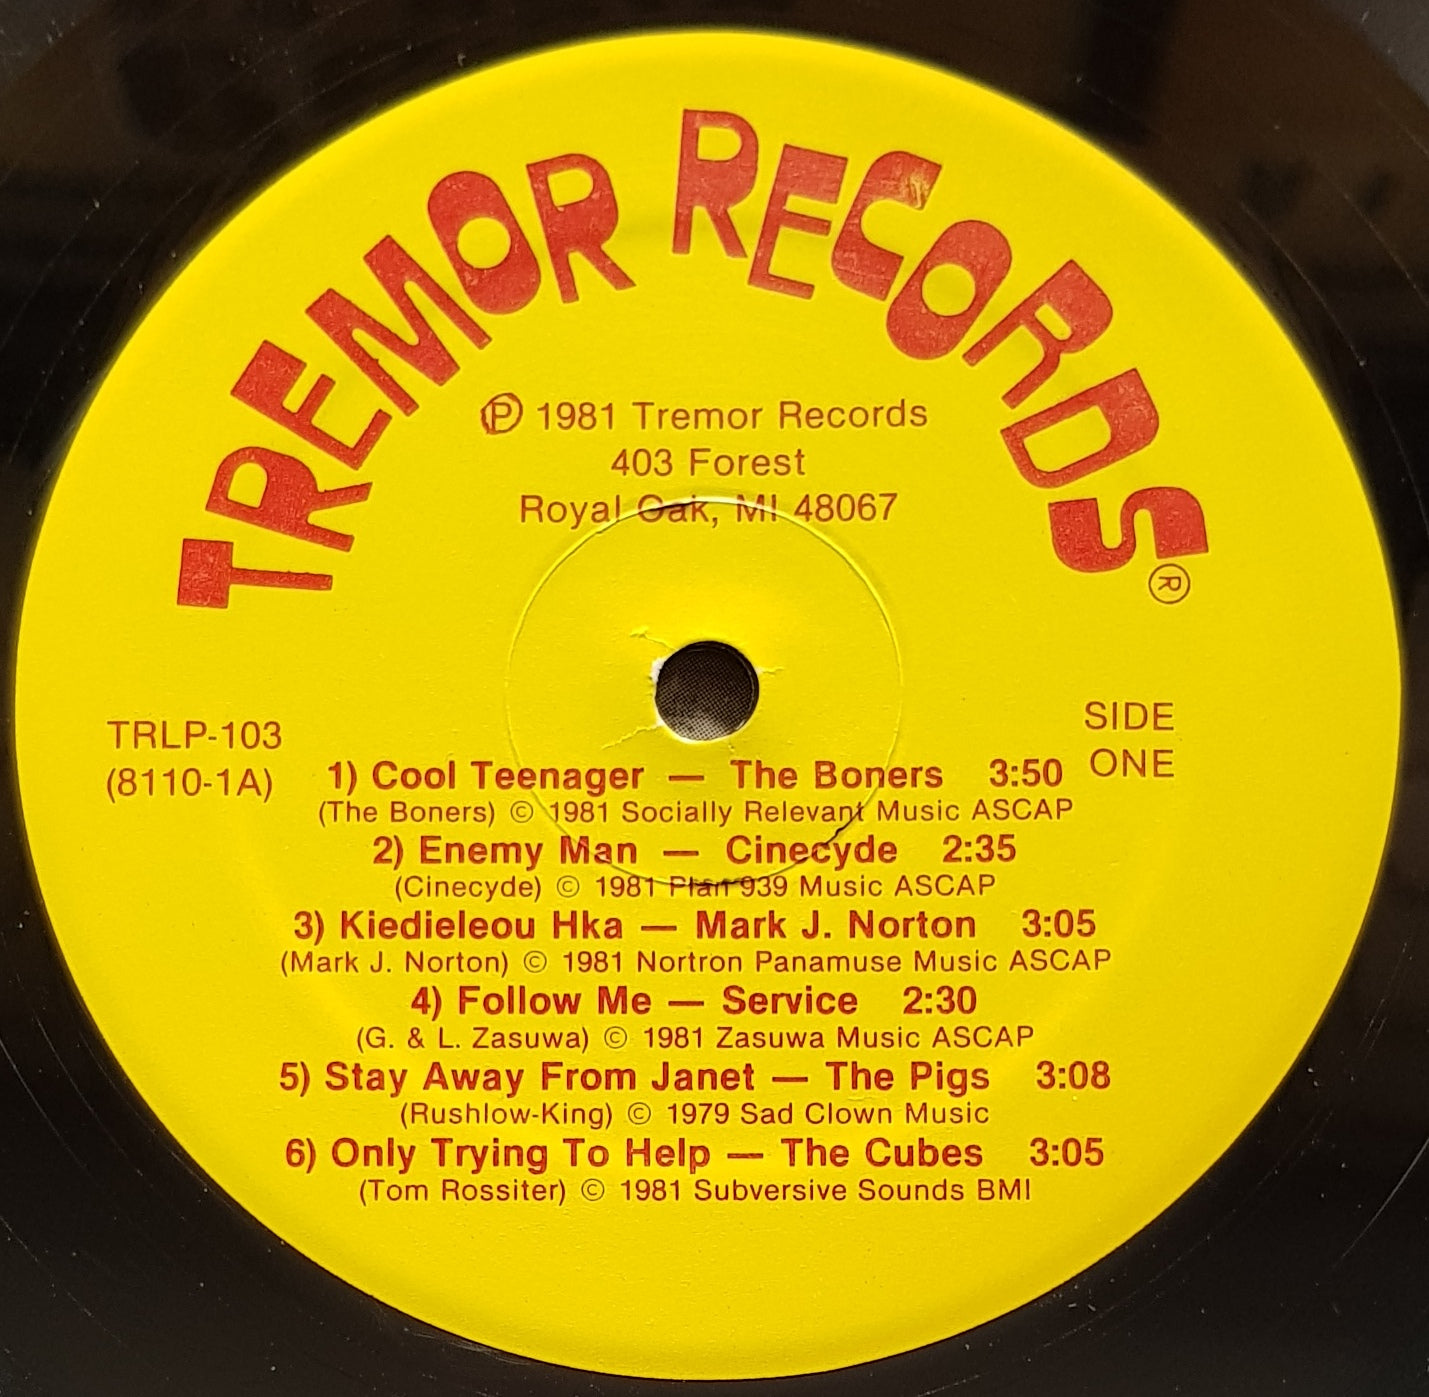 TREMOR RECORDS ®
℗ 1981 Tremor Records
403 Forest
Royal Oak, MI 48067
TRLP-103
(8110-1A)
SIDE
ONE
1) Cool Teenager — The Boners 3:50
(The Boners) © 1981 Socially Relevant Music ASCAP
2) Enemy Man — Cinecyde 2:35
(Cinecyde) © 1981 Plan 939 Music ASCAP
3) Kiedieleou Hka — Mark J. Norton 3:05
(Mark J. Norton) © 1981 Nortron Panamuse Music ASCAP
4) Follow Me — Service 2:30
(G. & L. Zasuwa) © 1981 Zasuwa Music ASCAP
5) Stay Away From Janet — The Pigs 3:08
(Rushlow-King) © 1979 Sad Clown Music
6) Only Trying To Help — The Cubes 3:05
(Tom Rossiter) © 1981 Subversive Sounds BMI